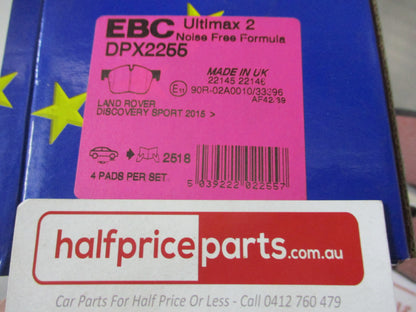 EBC Ultimax 2
Noise Free Formula
DPX2255
MADE IN UK
22145 22146
E11 90R-02A0010/33396
AF42/39
LAND ROVER
DISCOVERY SPORT 2015 >
2518
4 PADS PER SET
5 039222 022557
halfpriceparts.com.au
Car Parts For Half Price Or Less - Call 0412 760 479